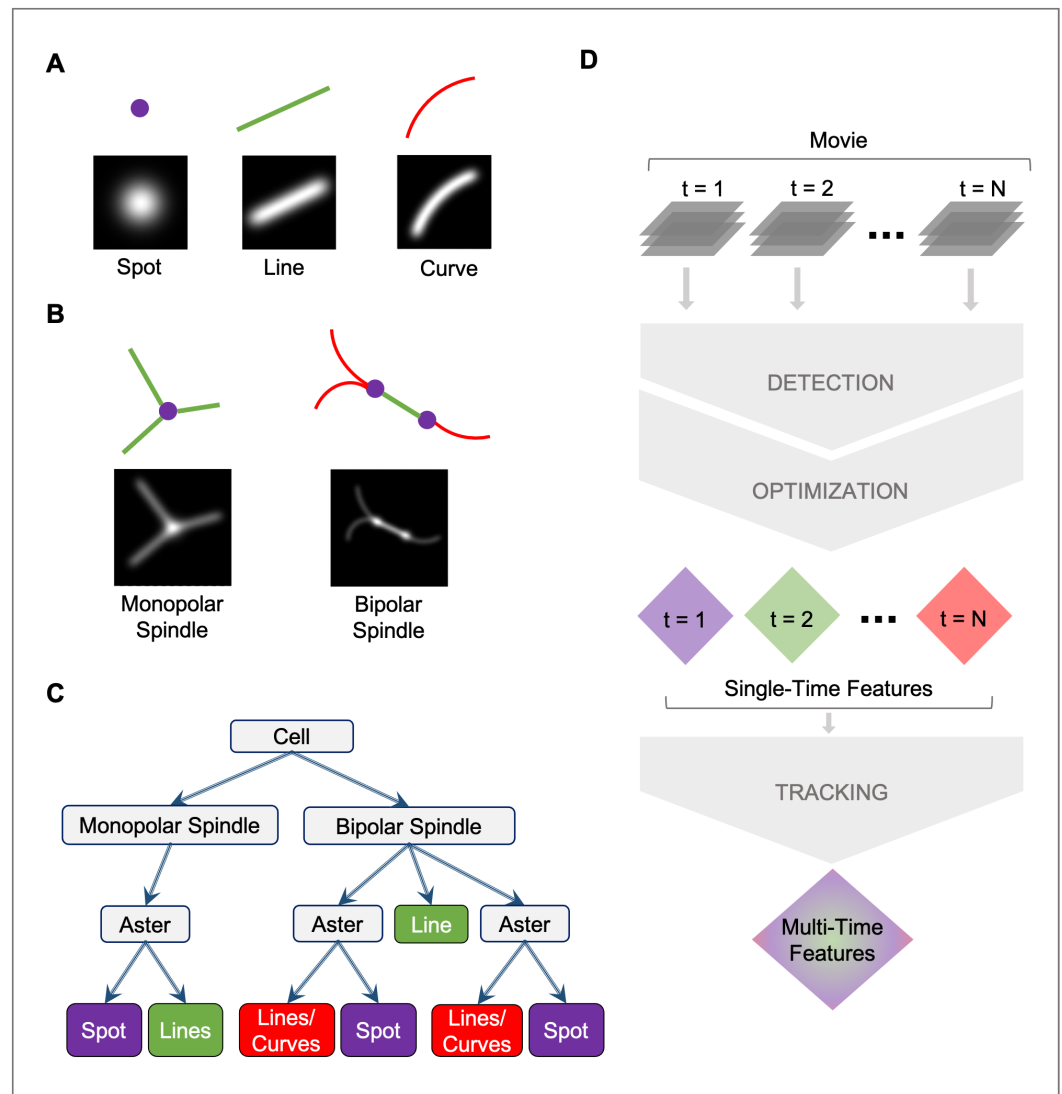 A
Spot
Line
Curve
B
Monopolar
Spindle
Bipolar
Spindle
C
Cell
Monopolar Spindle
Bipolar Spindle
Aster
Aster
Line
Aster
Spot
Lines
Lines/
Curves
Spot
Lines/
Curves
Spot
D
Movie
t = 1
t = 2
t = N
...
DETECTION
OPTIMIZATION
t = 1
t = 2
...
t = N
Single-Time Features
TRACKING
Multi-Time
Features